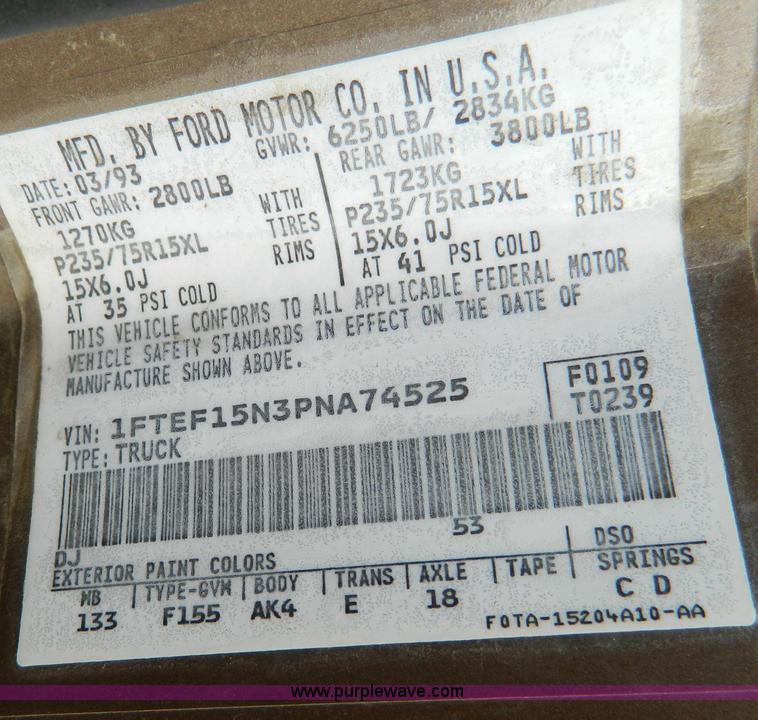 MFD. BY FORD MOTOR CO. IN U.S.A.
DATE: 03/93 GVWR: 6250LB/ 2834KG
FRONT GAWR: 2800LB REAR GAWR: 3800LB
1270KG WITH 1723KG WITH
P235/75R15XL TIRES P235/75R15XL TIRES
15X6.0J RIMS 15X6.0J RIMS
AT 35 PSI COLD AT 41 PSI COLD
THIS VEHICLE CONFORMS TO ALL APPLICABLE FEDERAL MOTOR
VEHICLE SAFETY STANDARDS IN EFFECT ON THE DATE OF
MANUFACTURE SHOWN ABOVE.
F0109
VIN: 1FTEF15N3PNA74525 T0239
TYPE: TRUCK
53
DJ DSO
EXTERIOR PAINT COLORS
WB TYPE-GVW BODY TRANS AXLE TAPE SPRINGS
133 F155 AK4 E 18 C D
F0TA-15204A10-AA
www.purplewave.com